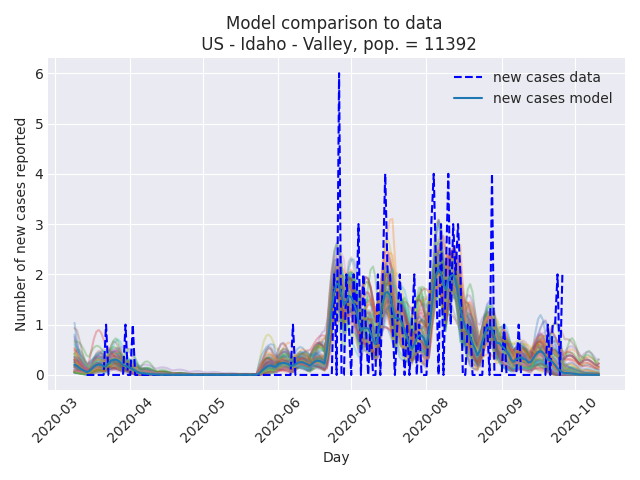 Model comparison to data
US - Idaho - Valley, pop. = 11392
new cases data
new cases model
Number of new cases reported
6
5
4
3
2
1
0
2020-03
2020-04
2020-05
2020-06
2020-07
2020-08
2020-09
2020-10
Day